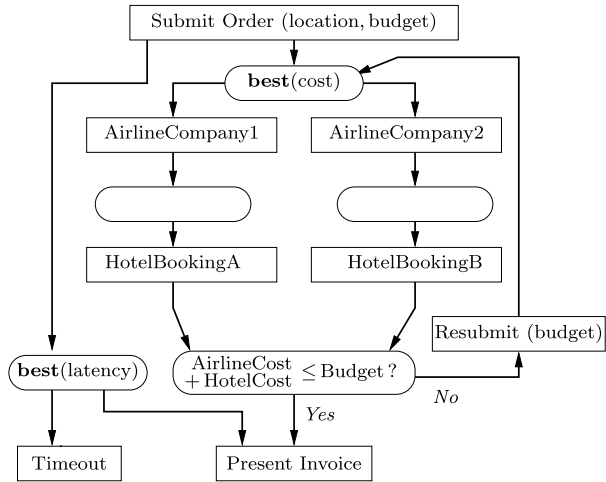 Submit Order (location, budget)
best(cost)
AirlineCompany1
AirlineCompany2
HotelBookingA
HotelBookingB
Resubmit (budget)
best(latency)
AirlineCost
+ HotelCost ≤ Budget ?
No
Yes
Timeout
Present Invoice